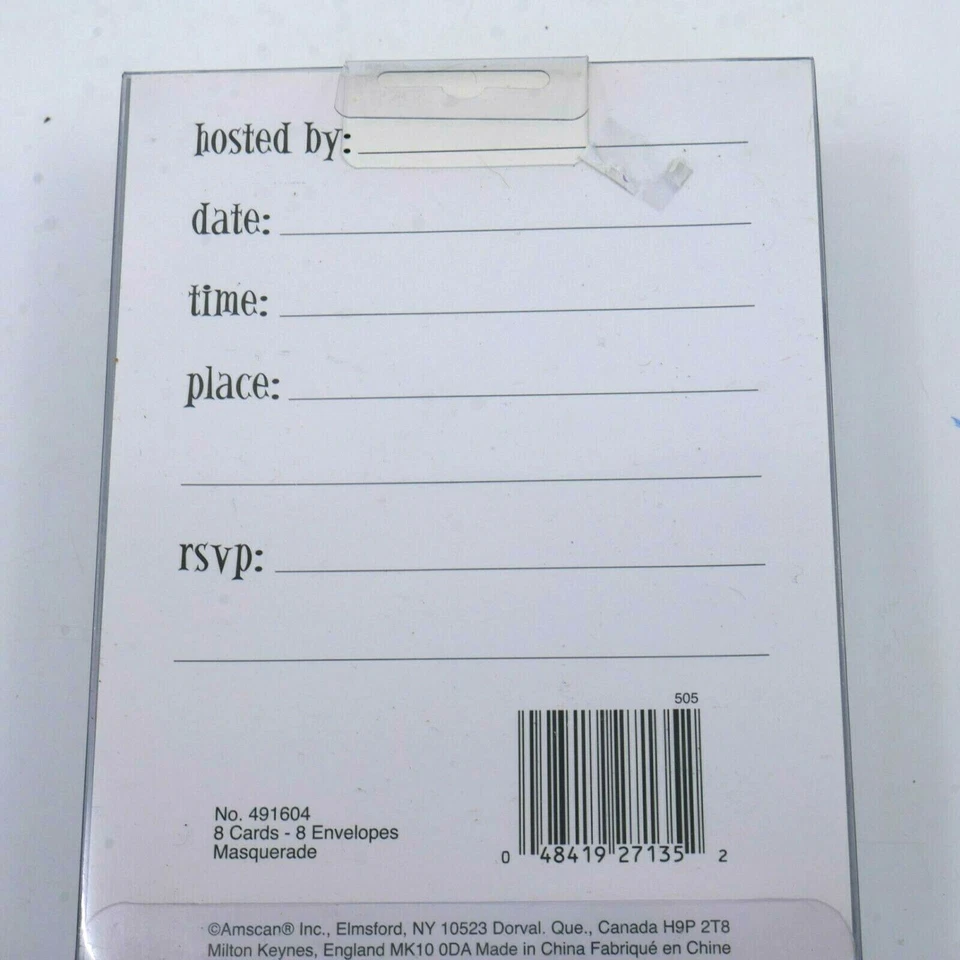 hosted by:
date:
time:
place:
rsvp:
505
0 48419 27135 2
No. 491604
8 Cards - 8 Envelopes
Masquerade
©Amscan® Inc., Elmsford, NY 10523 Dorval. Que., Canada H9P 2T8
Milton Keynes, England MK10 0DA Made in China Fabriqué en Chine